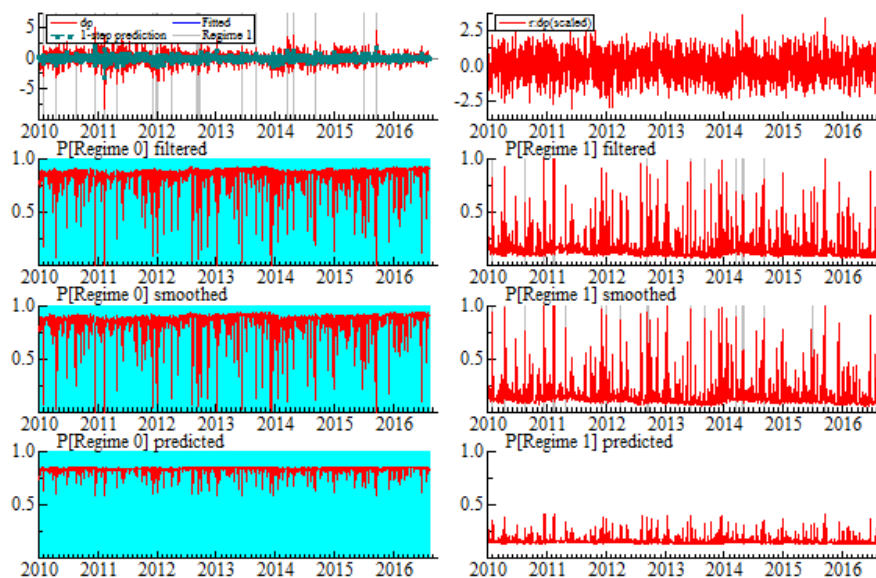 dp Fitted
1-step prediction Regime 1
5
0
-5
2010 2011 2012 2013 2014 2015 2016
r:dp(scaled)
2.5
0.0
-2.5
2010 2011 2012 2013 2014 2015 2016
P[Regime 0] filtered
1.0
0.5
2010 2011 2012 2013 2014 2015 2016
P[Regime 1] filtered
1.0
0.5
2010 2011 2012 2013 2014 2015 2016
P[Regime 0] smoothed
1.0
0.5
2010 2011 2012 2013 2014 2015 2016
P[Regime 1] smoothed
1.0
0.5
2010 2011 2012 2013 2014 2015 2016
P[Regime 0] predicted
1.0
0.5
2010 2011 2012 2013 2014 2015 2016
P[Regime 1] predicted
1.0
0.5
2010 2011 2012 2013 2014 2015 2016